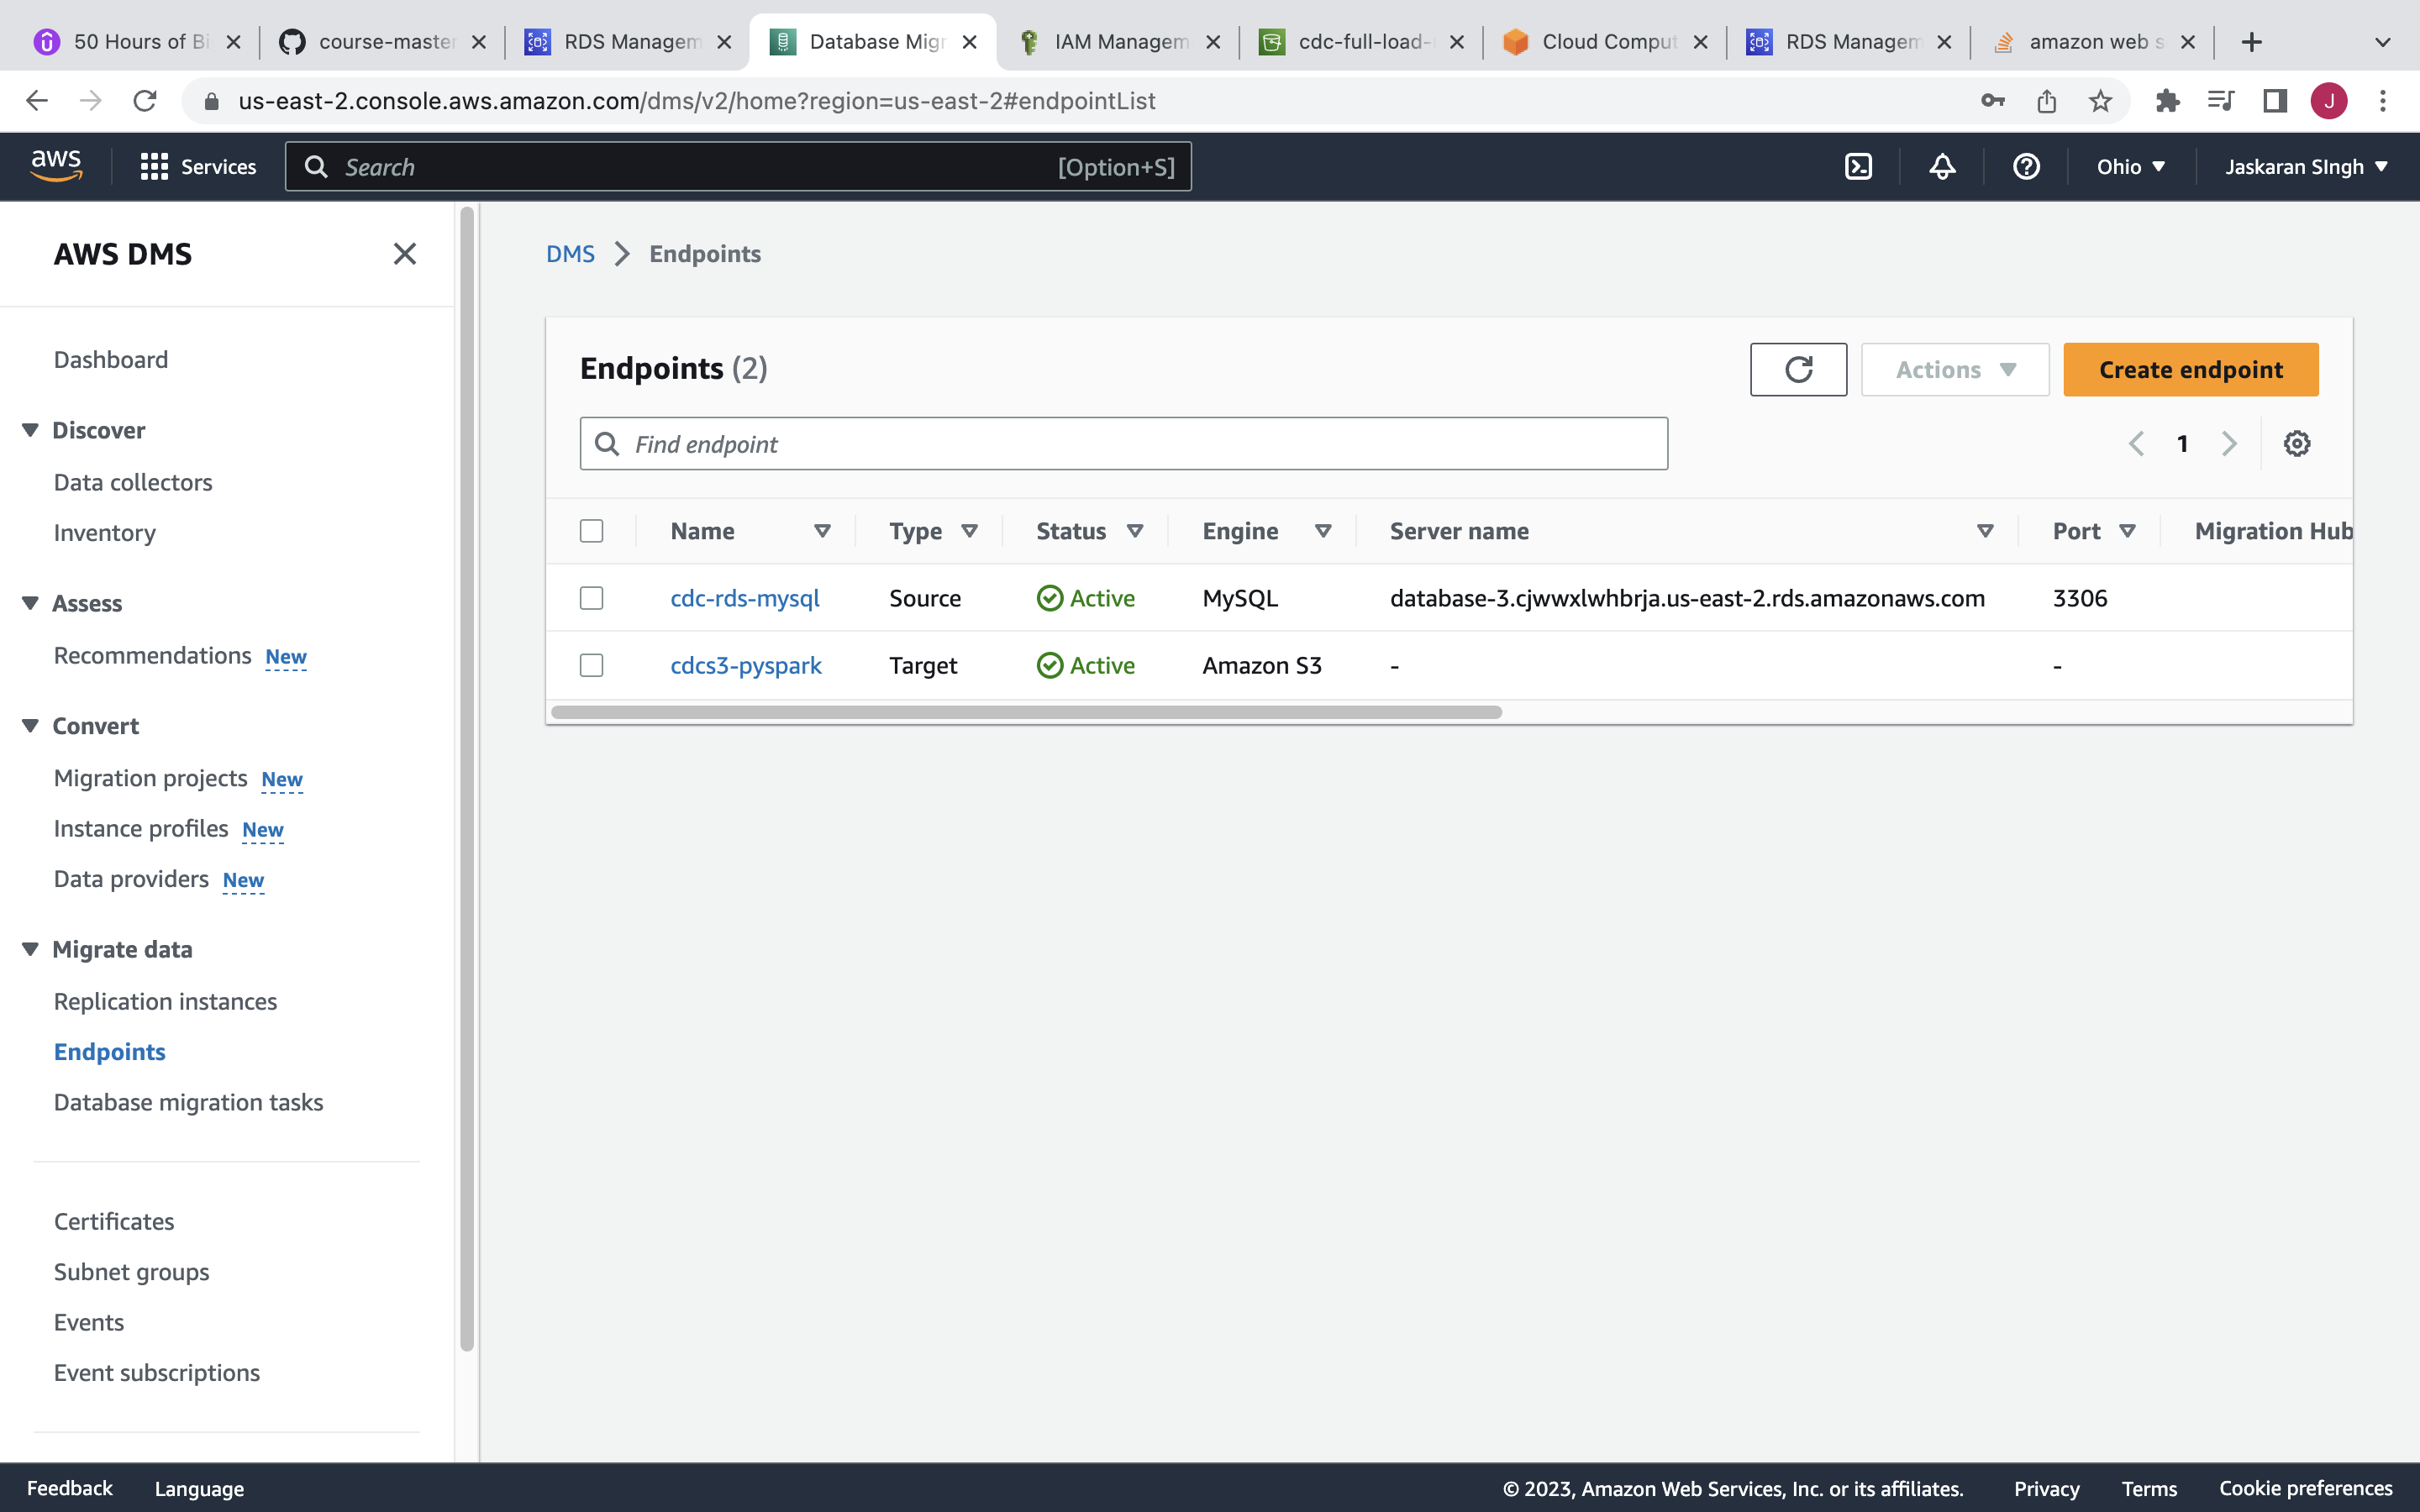 50 Hours of Bi
course-master
RDS Managem
Database Migr
IAM Managem
cdc-full-load-
Cloud Comput
RDS Managem
amazon web s
us-east-2.console.aws.amazon.com/dms/v2/home?region=us-east-2#endpointList
J
aws
Services
Search
[Option+S]
Ohio
Jaskaran SIngh
AWS DMS
Dashboard
Discover
Data collectors
Inventory
Assess
Recommendations New
Convert
Migration projects New
Instance profiles New
Data providers New
Migrate data
Replication instances
Endpoints
Database migration tasks
Certificates
Subnet groups
Events
Event subscriptions
DMS > Endpoints
Endpoints (2)
Actions
Create endpoint
Find endpoint
1
Name Type Status Engine Server name Port Migration Hub
cdc-rds-mysql Source Active MySQL database-3.cjwwxlwhbrja.us-east-2.rds.amazonaws.com 3306
cdcs3-pyspark Target Active Amazon S3 - -
Feedback Language © 2023, Amazon Web Services, Inc. or its affiliates. Privacy Terms Cookie preferences